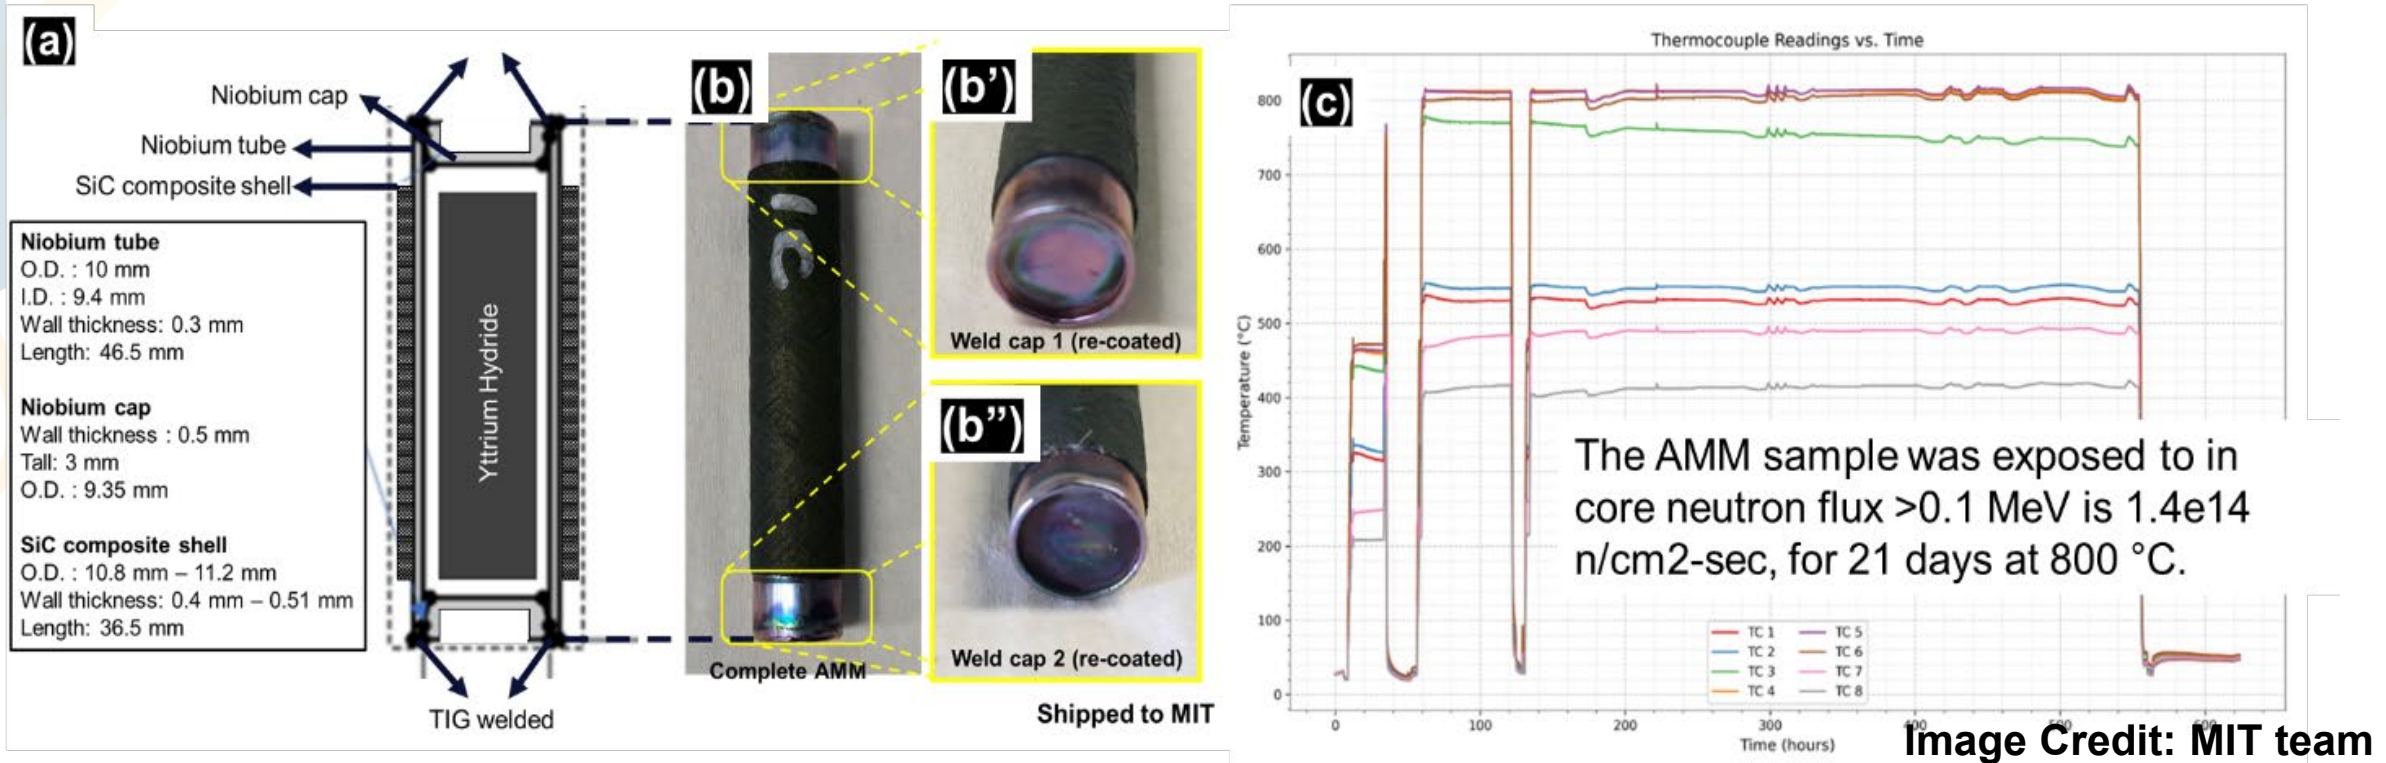 (a)
Niobium cap
Niobium tube
SiC composite shell
Niobium tube
O.D. : 10 mm
I.D. : 9.4 mm
Wall thickness: 0.3 mm
Length: 46.5 mm
Niobium cap
Wall thickness : 0.5 mm
Tall: 3 mm
O.D. : 9.35 mm
SiC composite shell
O.D. : 10.8 mm – 11.2 mm
Wall thickness: 0.4 mm – 0.51 mm
Length: 36.5 mm
Yttrium Hydride
TIG welded
(b)
1C
Complete AMM
(b’)
Weld cap 1 (re-coated)
(b”)
Weld cap 2 (re-coated)
Shipped to MIT
Thermocouple Readings vs. Time
(c)
800
700
600
500
400
300
200
100
0
Temperature (°C)
The AMM sample was exposed to in
core neutron flux >0.1 MeV is 1.4e14
n/cm2-sec, for 21 days at 800 °C.
TC 1
TC 2
TC 3
TC 4
TC 5
TC 6
TC 7
TC 8
0
100
200
300
400
500
600
Time (hours)
Image Credit: MIT team